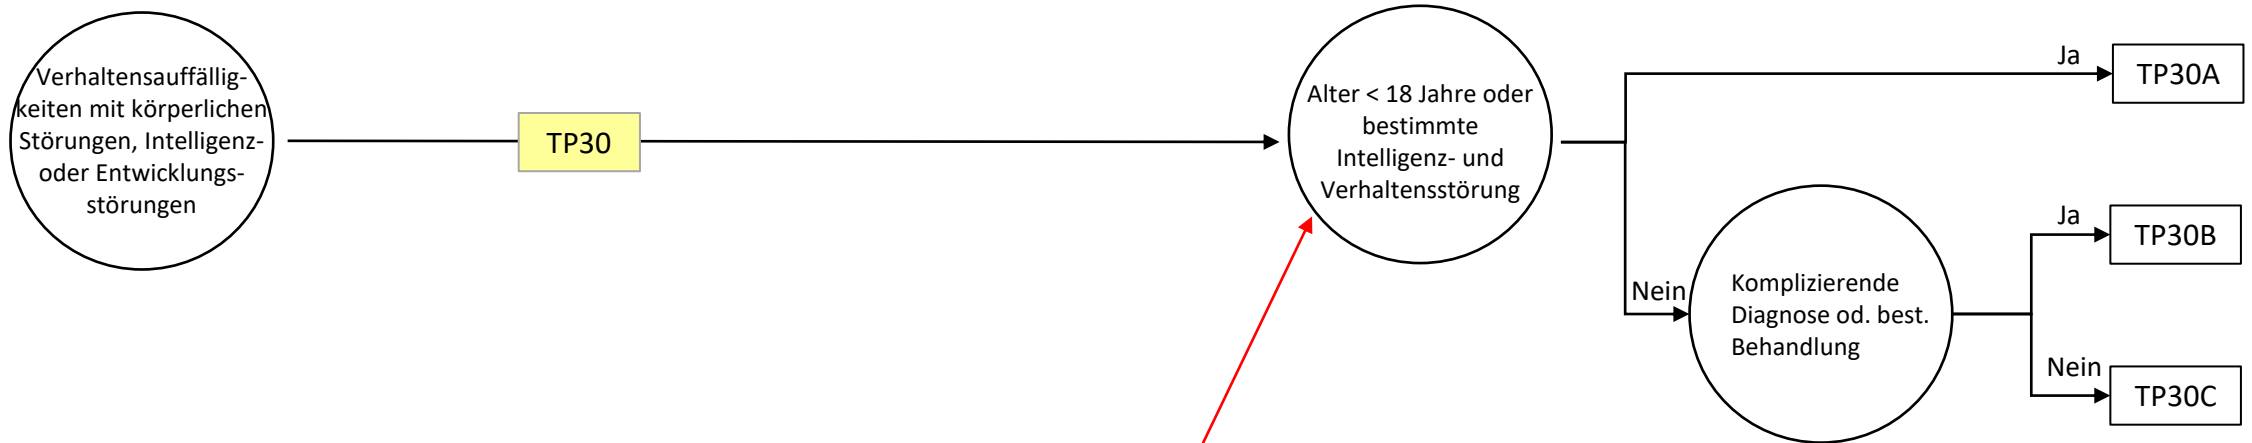 Verhaltensauffällig-
keiten mit körperlichen
Störungen, Intelligenz-
oder Entwicklungs-
störungen
TP30
Alter < 18 Jahre oder
bestimmte
Intelligenz- und
Verhaltensstörung
Ja
TP30A
Nein
Komplizierende
Diagnose od. best.
Behandlung
Ja
TP30B
Nein
TP30C